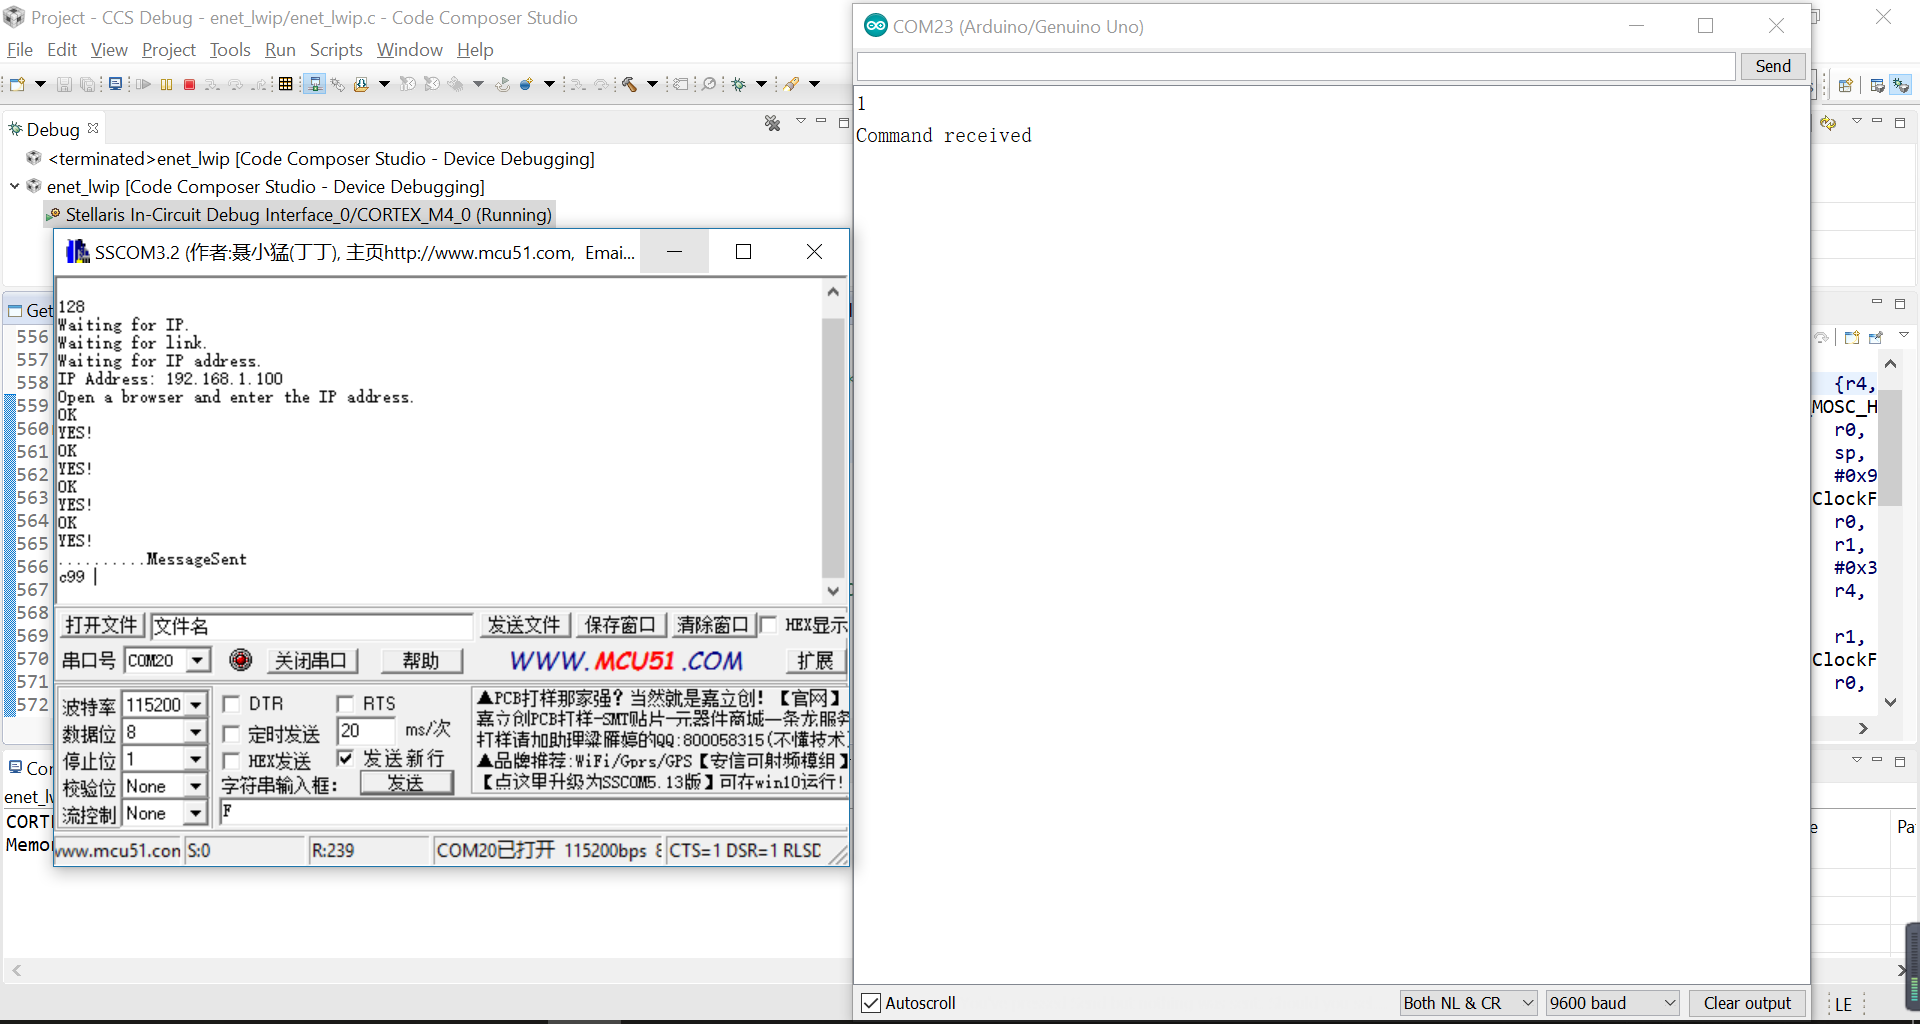 Project - CCS Debug - enet_lwip/enet_lwip.c - Code Composer Studio
File Edit View Project Tools Run Scripts Window Help
Debug
<terminated>enet_lwip [Code Composer Studio - Device Debugging]
enet_lwip [Code Composer Studio - Device Debugging]
Stellaris In-Circuit Debug Interface_0/CORTEX_M4_0 (Running)
SSCOM3.2 (作者:聂小猛(丁丁), 主页http://www.mcu51.com, Emai...
128
Waiting for IP.
Waiting for link.
Waiting for IP address.
IP Address: 192.168.1.100
Open a browser and enter the IP address.
OK
YES!
OK
YES!
OK
YES!
OK
YES!
..........MessageSent
c99
打开文件 文件名 发送文件 保存窗口 清除窗口 HEX显示
串口号 COM20 关闭串口 帮助 WWW.MCU51.COM 扩展
波特率 115200 DTR RTS
数据位 8 定时发送 20 ms/次
停止位 1 HEX发送 发送新行
校验位 None 字符串输入框: 发送
流控制 None F
▲PCB打样那家强？当然就是嘉立创！【官网】
嘉立创PCB打样-SMT贴片-元器件商城一条龙服务
打样请加助理梁雁婷的QQ:800058315(不懂技术)
▲品牌推荐:WiFi/Gprs/GPS【安信可射频模组】
【点这里升级为SSCOM5.13版】可在win10运行!
www.mcu51.con S:0 R:239 COM20已打开 115200bps 8 CTS=1 DSR=1 RLSD
Get
556
557
558
559
560
561
562
563
564
565
566
567
568
569
570
571
572
Con
enet_lw
CORTE
Memor
COM23 (Arduino/Genuino Uno)
Send
1
Command received
Autoscroll Both NL & CR 9600 baud Clear output
{r4,
MOSC_H
r0,
sp,
#0x9
ClockF
r0,
r1,
#0x3
r4,
r1,
ClockF
r0,
e Pa
LE